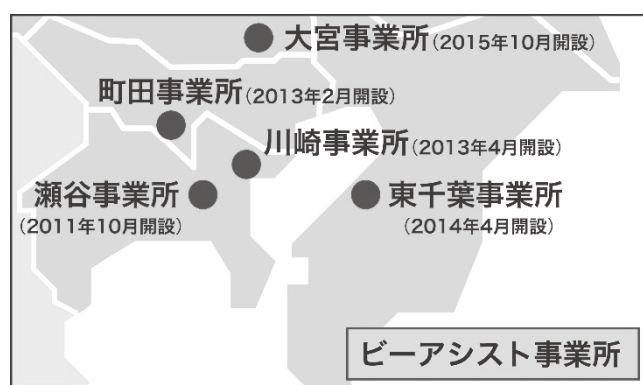 大宮事業所(2015年10月開設)
町田事業所(2013年2月開設)
川崎事業所(2013年4月開設)
瀬谷事業所
(2011年10月開設)
東千葉事業所
(2014年4月開設)
ビーアシスト事業所